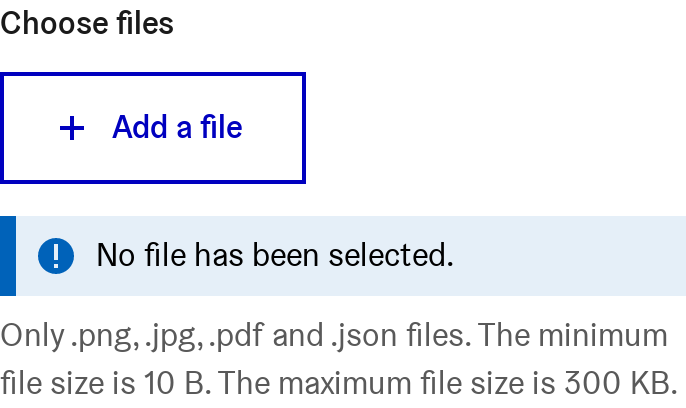 Choose files
+ Add a file
No file has been selected.
Only .png, .jpg, .pdf and .json files. The minimum
file size is 10 B. The maximum file size is 300 KB.